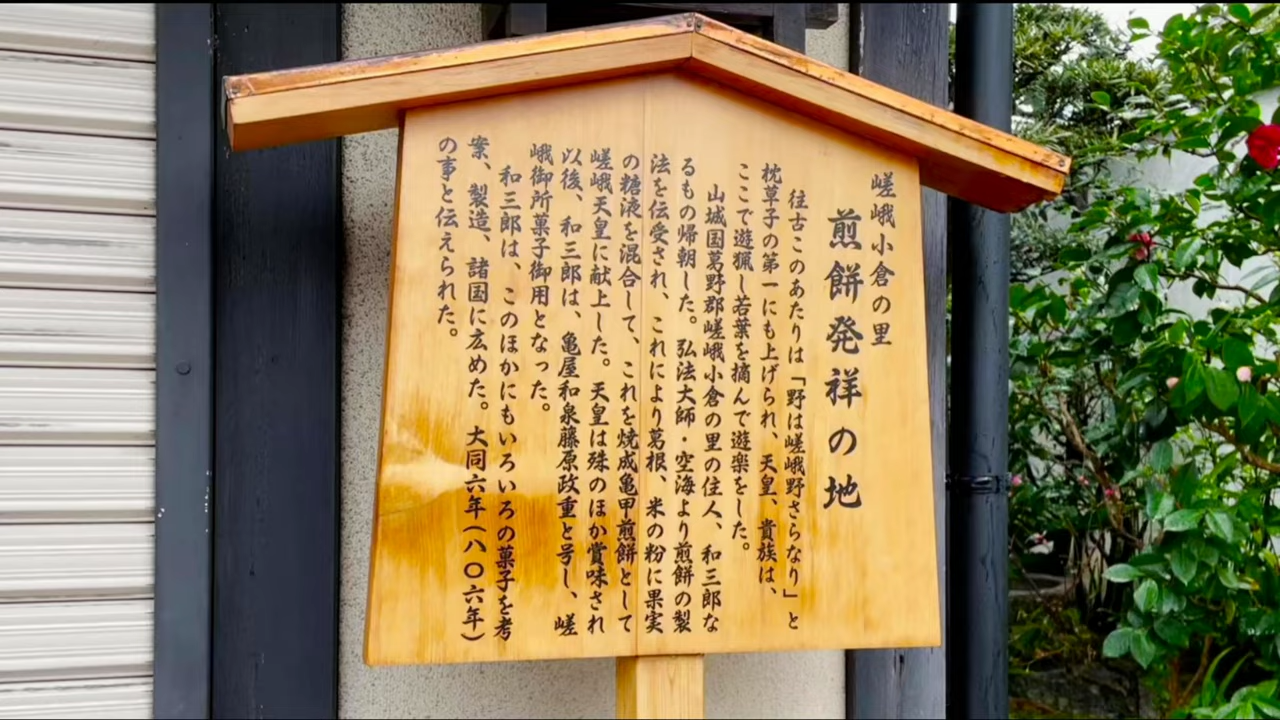 嵯峨小倉の里
煎餅発祥の地
往古このあたりは「野は嵯峨野さらなり」と
枕草子の第一にも上げられ、天皇、貴族は、
ここで遊猟し若葉を摘んで遊楽をした。
山城国葛野郡嵯峨小倉の里の住人、和三郎な
るもの帰朝した。弘法大師・空海より煎餅の製
法を伝受され、これにより葛根、米の粉に果実
の糖液を混合して、これを焼成亀甲煎餅として
嵯峨天皇に献上した。天皇は殊のほか賞味され
以後、和三郎は、亀屋和泉藤原政重と号し、嵯
峨御所菓子御用となった。
和三郎は、このほかにもいろいろの菓子を考
案、製造、諸国に広めた。大同六年(八〇六年)
の事と伝えられた。